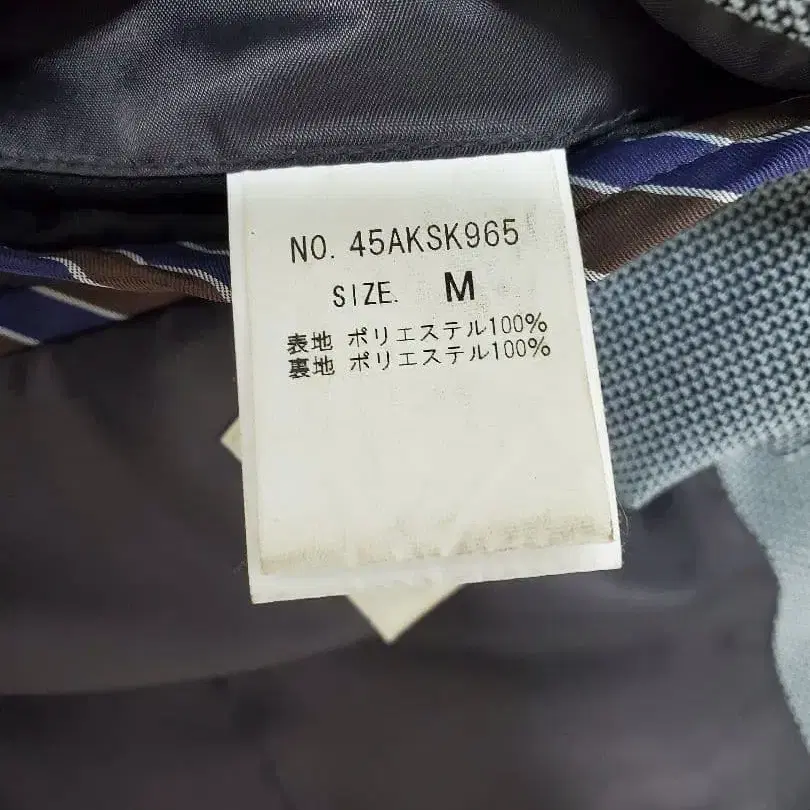 NO. 45AKSK965
SIZE. M
表地 ポリエステル100%
裏地 ポリエステル100%